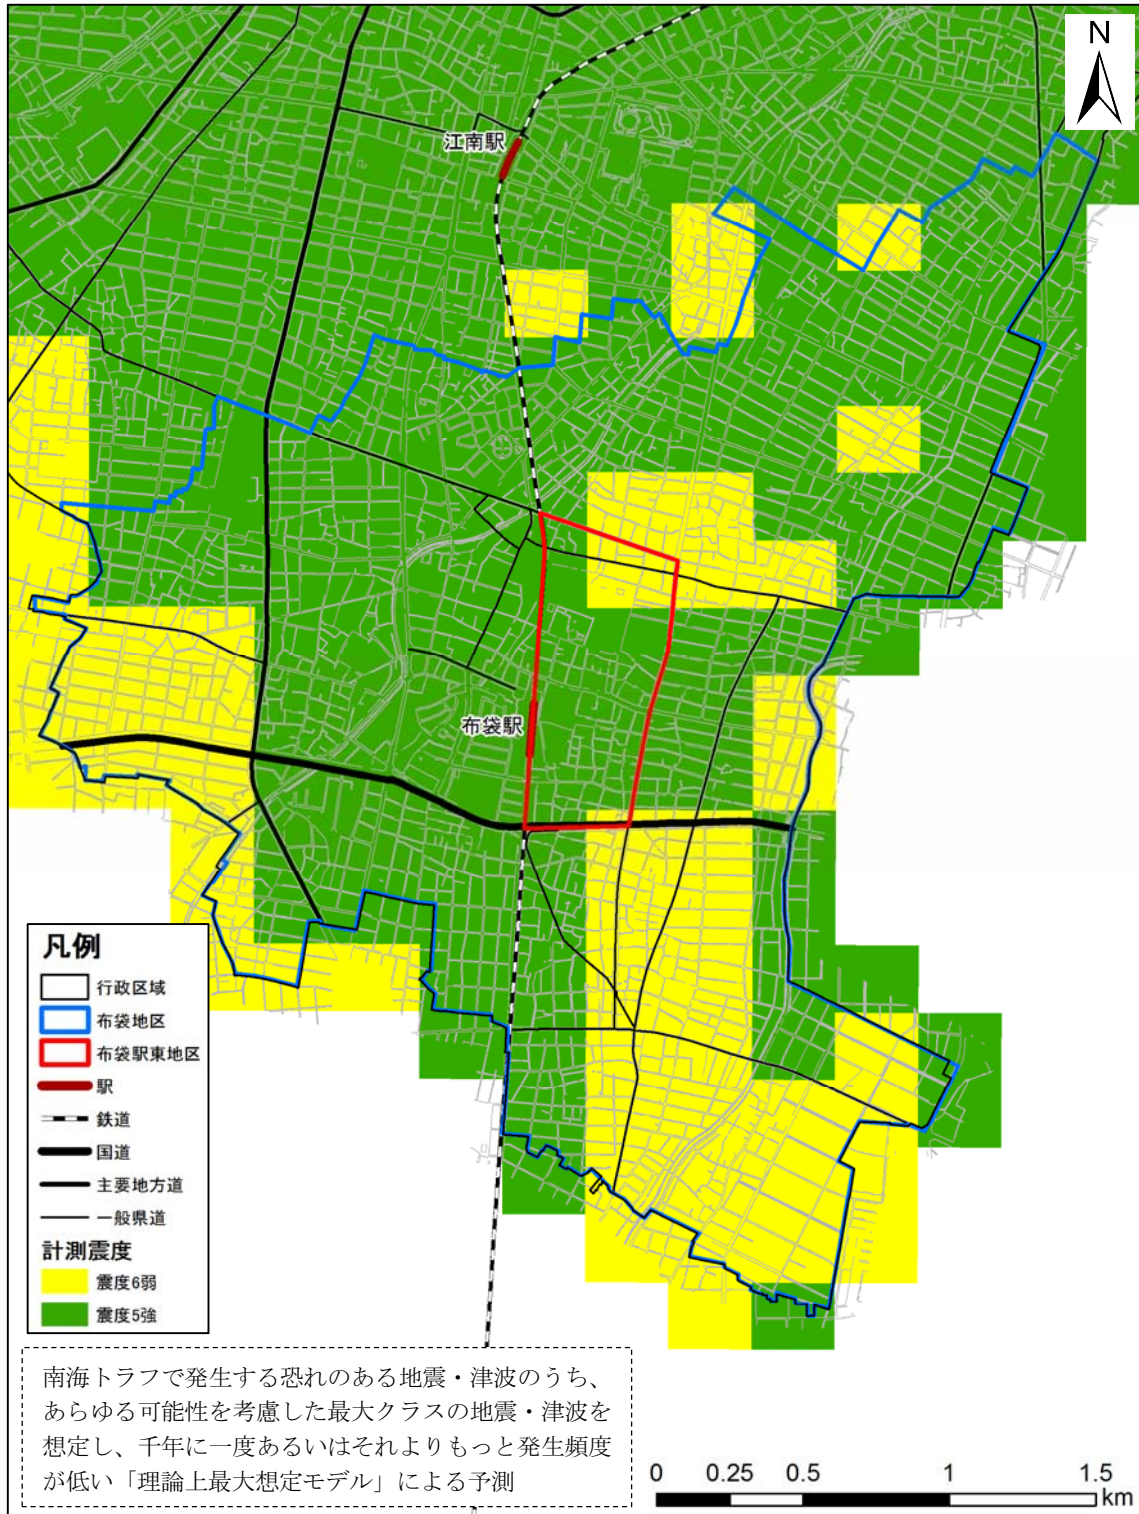 N
江南駅
布袋駅
凡例
行政区域
布袋地区
布袋駅東地区
駅
鉄道
国道
主要地方道
一般県道
計測震度
震度6弱
震度5強
南海トラフで発生する恐れのある地震・津波のうち、
あらゆる可能性を考慮した最大クラスの地震・津波を
想定し、千年に一度あるいはそれよりもっと発生頻度
が低い「理論上最大想定モデル」による予測
0 0.25 0.5 1 1.5
km